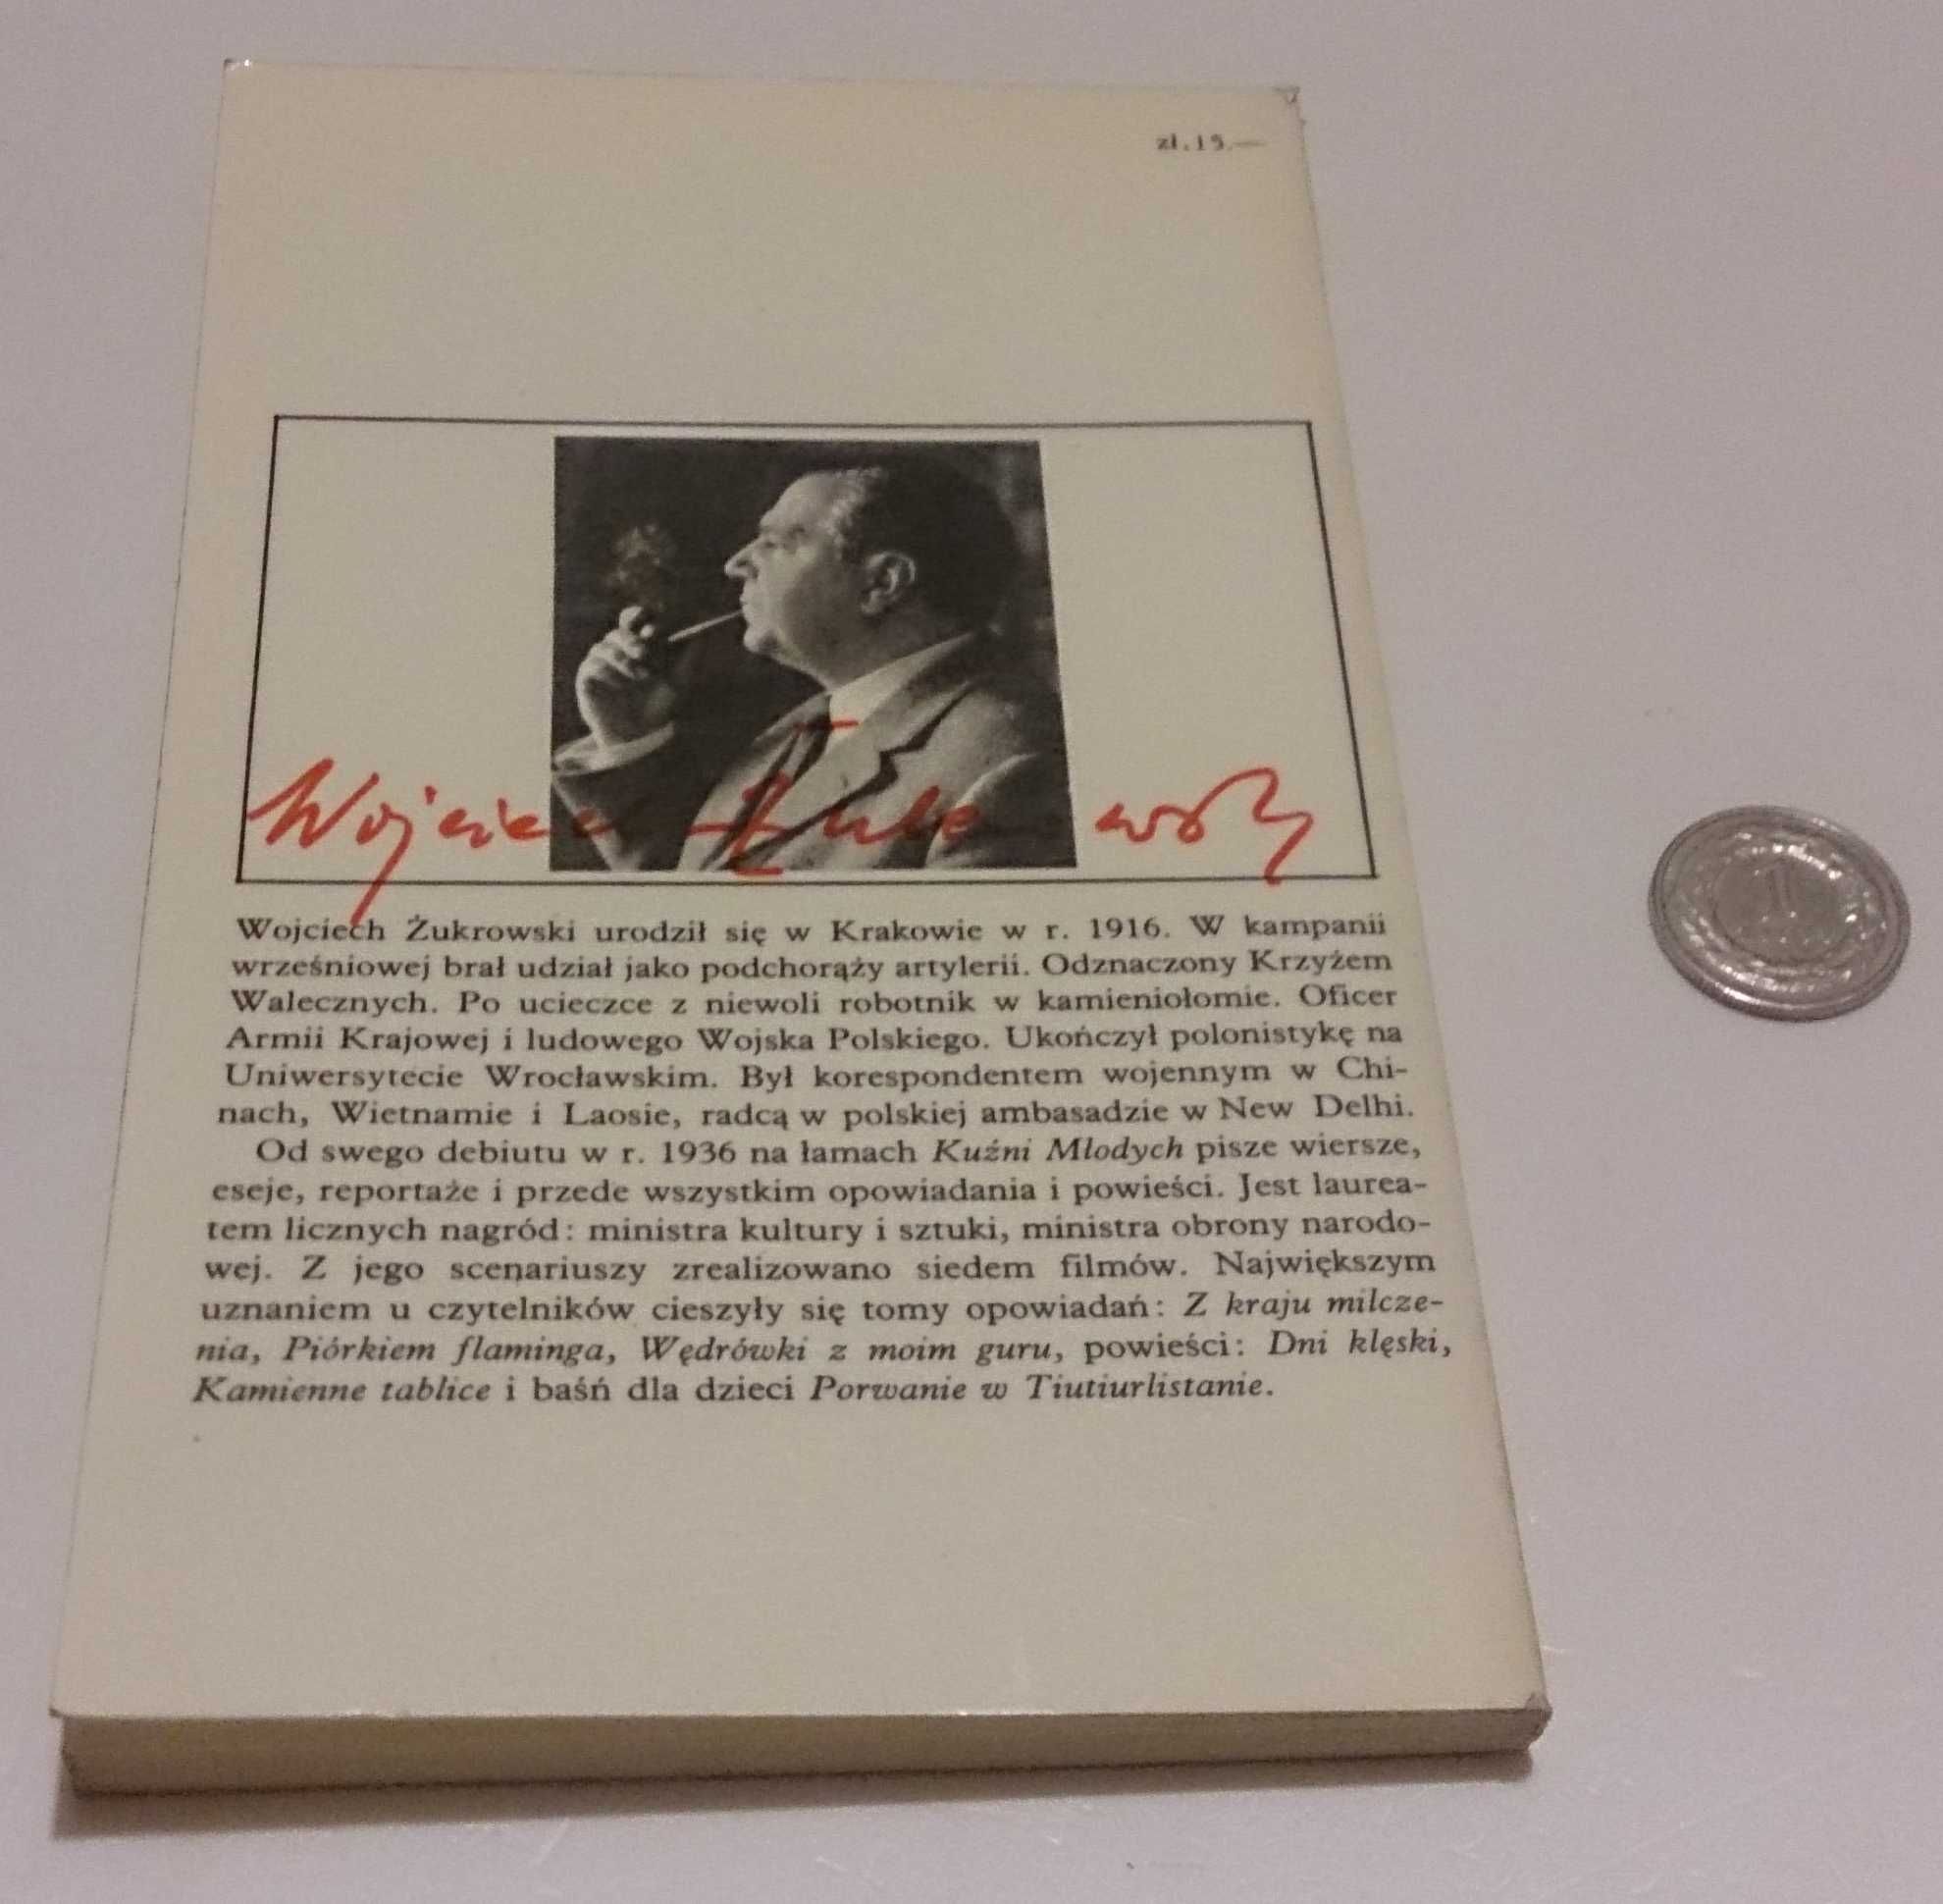 zł.15.—
Wojciech Żukrowski
Wojciech Żukrowski urodził się w Krakowie w r. 1916. W kampanii
wrześniowej brał udział jako podchorąży artylerii. Odznaczony Krzyżem
Walecznych. Po ucieczce z niewoli robotnik w kamieniołomie. Oficer
Armii Krajowej i ludowego Wojska Polskiego. Ukończył polonistykę na
Uniwersytecie Wrocławskim. Był korespondentem wojennym w Chi-
nach, Wietnamie i Laosie, radcą w polskiej ambasadzie w New Delhi.
Od swego debiutu w r. 1936 na łamach Kuźni Młodych pisze wiersze,
eseje, reportaże i przede wszystkim opowiadania i powieści. Jest laurea-
tem licznych nagród: ministra kultury i sztuki, ministra obrony narodo-
wej. Z jego scenariuszy zrealizowano siedem filmów. Największym
uznaniem u czytelników cieszyły się tomy opowiadań: Z kraju milcze-
nia, Piórkiem flaminga, Wędrówki z moim guru, powieści: Dni klęski,
Kamienne tablice i baśń dla dzieci Porwanie w Tiutiurlistanie.
1